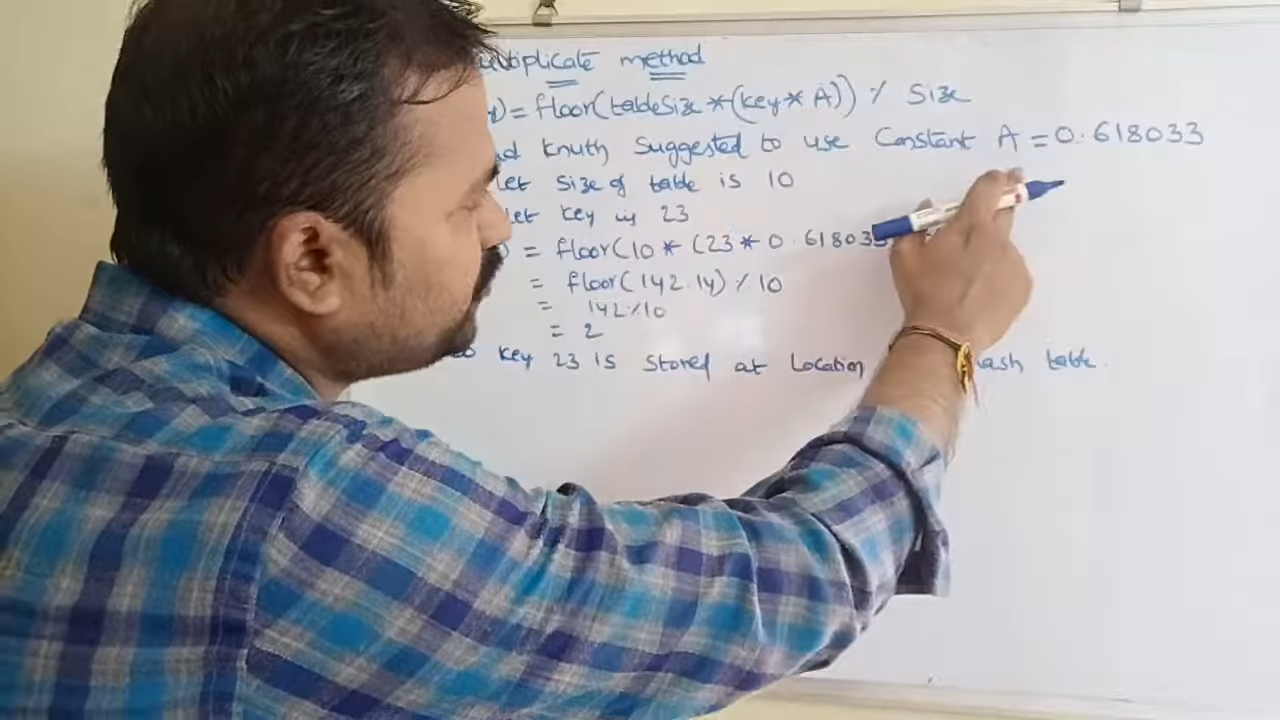 method
= floor(tableSize * (key * A)) % Size
Knuth Suggested to use Constant A = 0.618033
let Size of table is 10
let key is 23
= floor(10 * (23 * 0.618033
= floor(142.14) % 10
= 142 % 10
= 2
key 23 is stored at Location table.